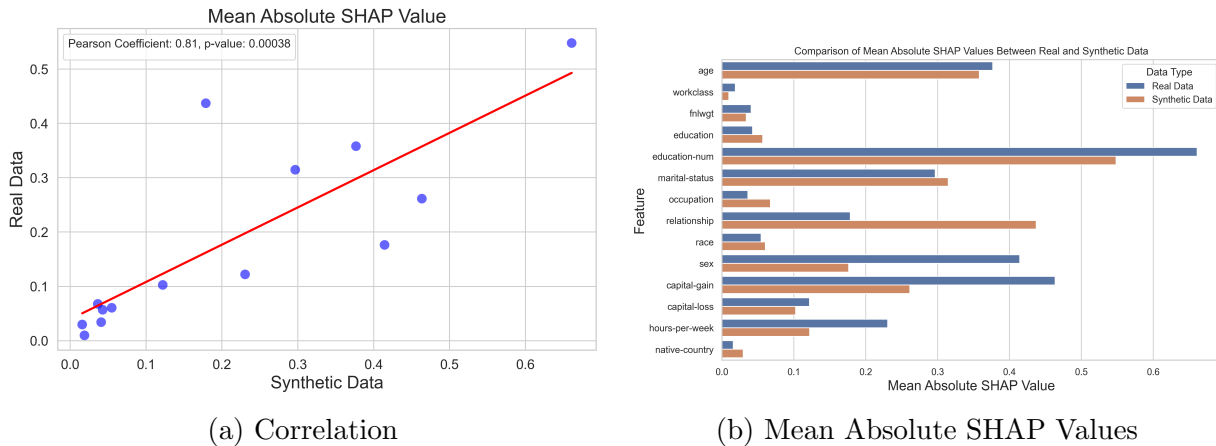 Mean Absolute SHAP Value
Pearson Coefficient: 0.81, p-value: 0.00038
Real Data
0.5
0.4
0.3
0.2
0.1
0.0
0.0 0.1 0.2 0.3 0.4 0.5 0.6
Synthetic Data
(a) Correlation
Comparison of Mean Absolute SHAP Values Between Real and Synthetic Data
Data Type
Real Data
Synthetic Data
Feature
age
workclass
fnlwgt
education
education-num
marital-status
occupation
relationship
race
sex
capital-gain
capital-loss
hours-per-week
native-country
0.0 0.1 0.2 0.3 0.4 0.5 0.6
Mean Absolute SHAP Value
(b) Mean Absolute SHAP Values